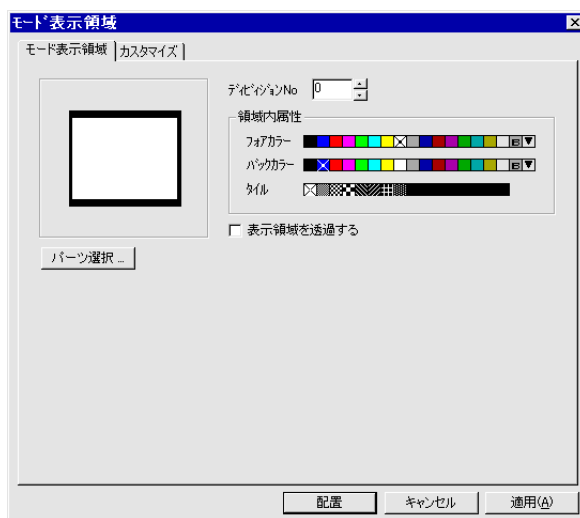 モード表示領域
モード表示領域 カスタマイズ
ディビジョンNo 0
領域内属性
フォアカラー
バックカラー
タイル
表示領域を透過する
パーツ選択...
配置 キャンセル 適用(A)